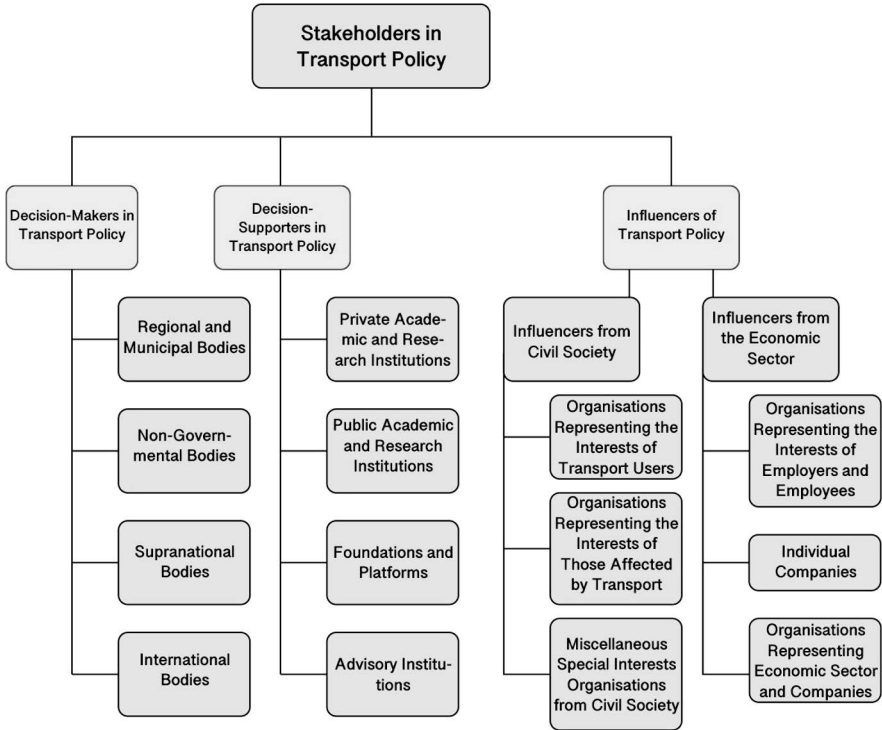 Stakeholders in
Transport Policy
Decision-Makers in
Transport Policy
Decision-
Supporters in
Transport Policy
Influencers of
Transport Policy
Regional and
Municipal Bodies
Non-Govern-
mental Bodies
Supranational
Bodies
International
Bodies
Private Acade-
mic and Rese-
arch Institutions
Public Academic
and Research
Institutions
Foundations and
Platforms
Advisory Institu-
tions
Influencers from
Civil Society
Organisations
Representing the
Interests of
Transport Users
Organisations
Representing the
Interests of
Those Affected
by Transport
Miscellaneous
Special Interests
Organisations
from Civil Society
Influencers from
the Economic
Sector
Organisations
Representing the
Interests of
Employers and
Employees
Individual
Companies
Organisations
Representing
Economic Sector
and Companies